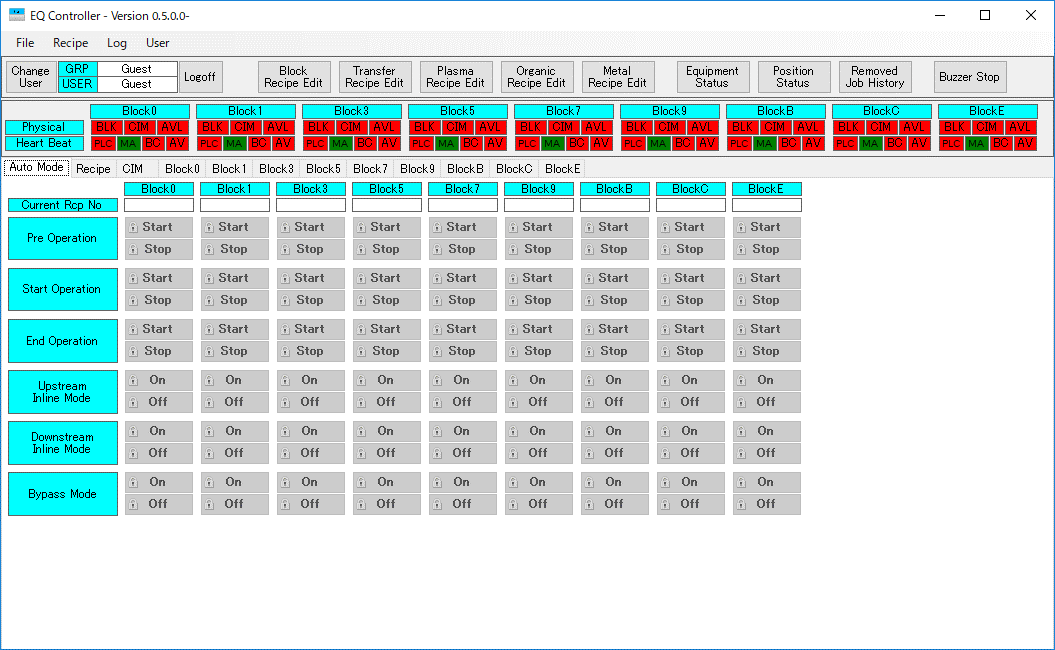 EQ Controller - Version 0.5.0.0-
File Recipe Log User
Change User GRP Guest USER Guest Logoff Block Recipe Edit Transfer Recipe Edit Plasma Recipe Edit Organic Recipe Edit Metal Recipe Edit Equipment Status Position Status Removed Job History Buzzer Stop
Block0 Block1 Block3 Block5 Block7 Block9 BlockB BlockC BlockE
Physical BLK CIM AVL BLK CIM AVL BLK CIM AVL BLK CIM AVL BLK CIM AVL BLK CIM AVL BLK CIM AVL BLK CIM AVL BLK CIM AVL
Heart Beat PLC MA BC AV PLC MA BC AV PLC MA BC AV PLC MA BC AV PLC MA BC AV PLC MA BC AV PLC MA BC AV PLC MA BC AV PLC MA BC AV
Auto Mode Recipe CIM Block0 Block1 Block3 Block5 Block7 Block9 BlockB BlockC BlockE
Block0 Block1 Block3 Block5 Block7 Block9 BlockB BlockC BlockE
Current Rcp No
Pre Operation
Start Start Start Start Start Start Start Start Start
Stop Stop Stop Stop Stop Stop Stop Stop Stop
Start Operation
Start Start Start Start Start Start Start Start Start
Stop Stop Stop Stop Stop Stop Stop Stop Stop
End Operation
Start Start Start Start Start Start Start Start Start
Stop Stop Stop Stop Stop Stop Stop Stop Stop
Upstream
Inline Mode
On On On On On On On On On
Off Off Off Off Off Off Off Off Off
Downstream
Inline Mode
On On On On On On On On On
Off Off Off Off Off Off Off Off Off
Bypass Mode
On On On On On On On On On
Off Off Off Off Off Off Off Off Off